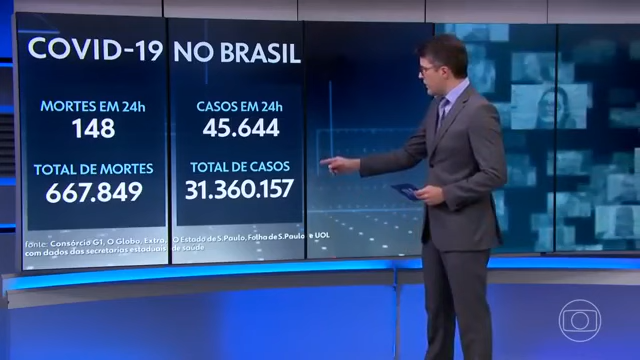 COVID-19 NO BRASIL
MORTES EM 24h
148
CASOS EM 24h
45.644
TOTAL DE MORTES
667.849
TOTAL DE CASOS
31.360.157
fonte: Consórcio G1, O Globo, Extra, O Estado de S.Paulo, Folha de S.Paulo e UOL
com dados das secretarias estaduais de saúde